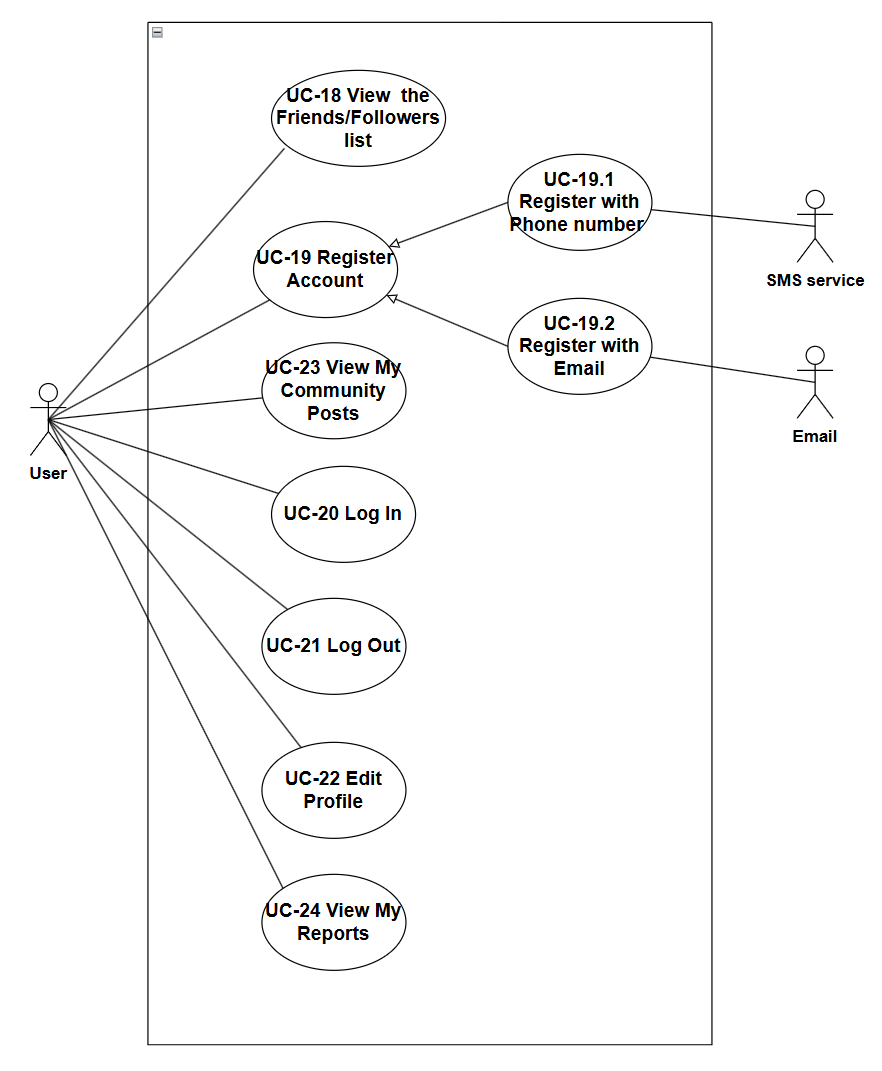 UC-18 View  the
Friends/Followers
list
UC-19.1
Register with
Phone number
SMS service
UC-19 Register
Account
UC-19.2
Register with
Email
Email
UC-23 View My
Community
Posts
User
UC-20 Log In
UC-21 Log Out
UC-22 Edit
Profile
UC-24 View My
Reports